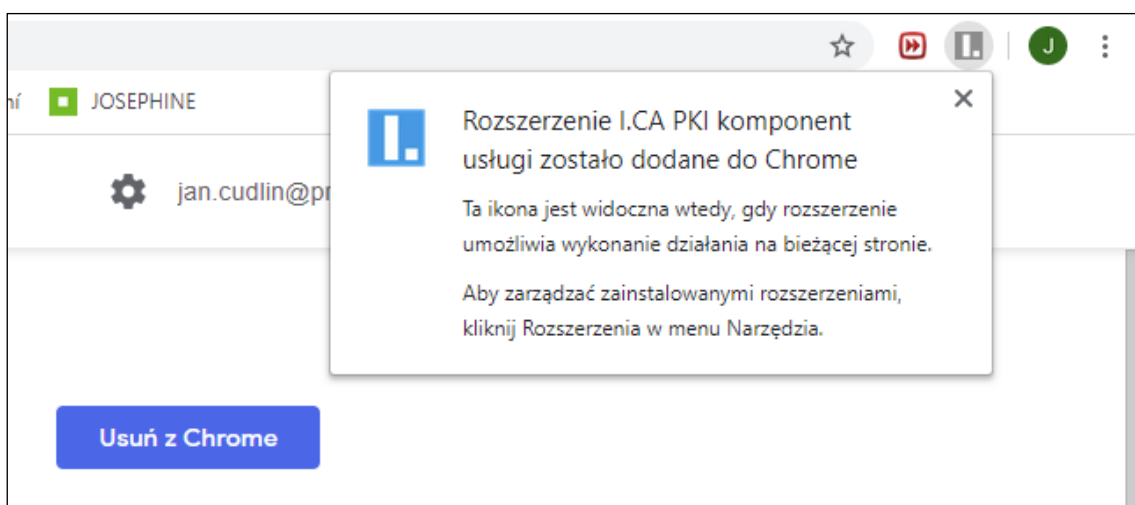 J
ní JOSEPHINE
jan.cudlin@pr
Rozszerzenie I.CA PKI komponent
usługi zostało dodane do Chrome
Ta ikona jest widoczna wtedy, gdy rozszerzenie
umożliwia wykonanie działania na bieżącej stronie.
Aby zarządzać zainstalowanymi rozszerzeniami,
kliknij Rozszerzenia w menu Narzędzia.
Usuń z Chrome